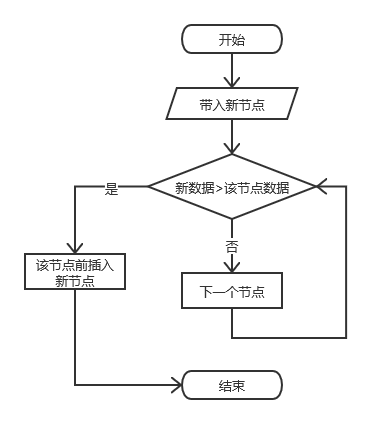 开始
带入新节点
新数据>该节点数据
是
否
该节点前插入
新节点
下一个节点
结束